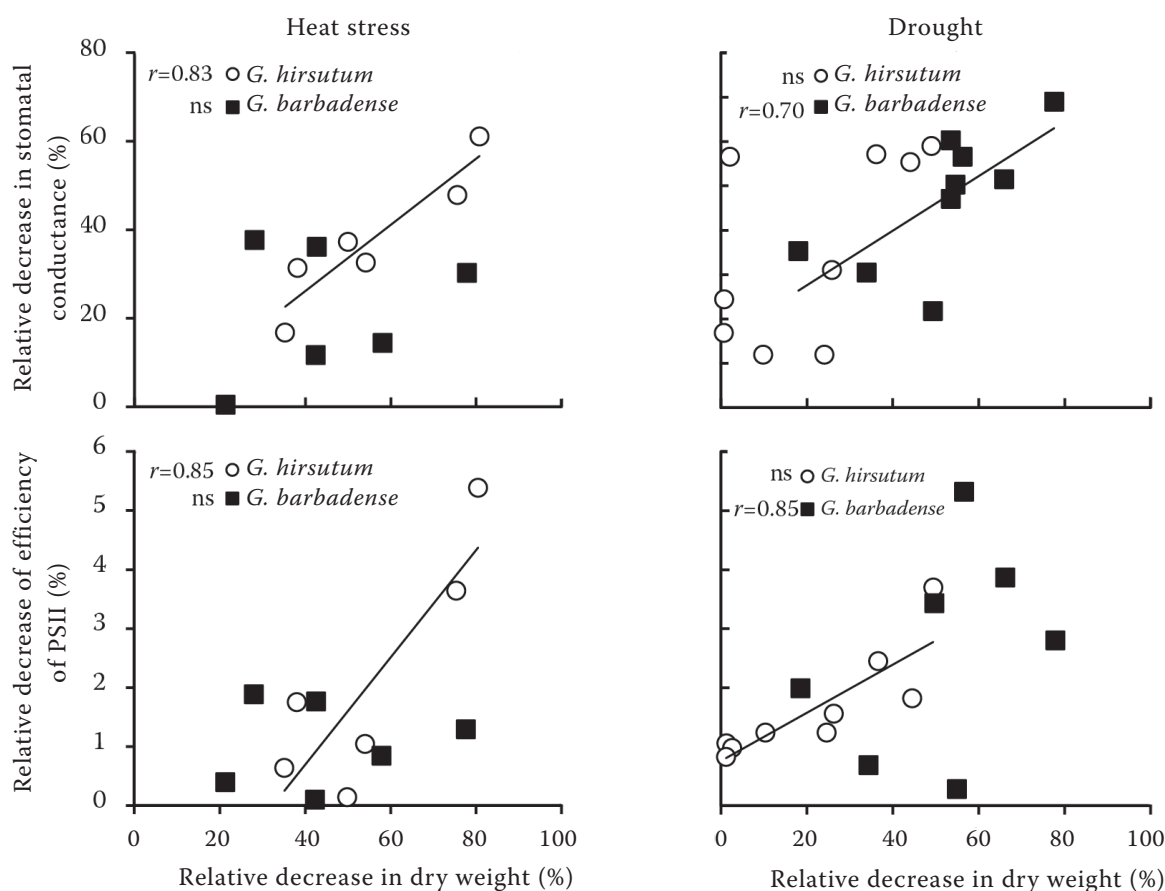 Heat stress
Drought
Relative decrease in stomatal
conductance (%)
80
60
40
20
0
r=0.83 G. hirsutum
ns G. barbadense
ns G. hirsutum
r=0.70 G. barbadense
Relative decrease of efficiency
of PSII (%)
6
5
4
3
2
1
0
r=0.85 G. hirsutum
ns G. barbadense
ns G. hirsutum
r=0.85 G. barbadense
0 20 40 60 80 100
0 20 40 60 80 100
Relative decrease in dry weight (%)
Relative decrease in dry weight (%)